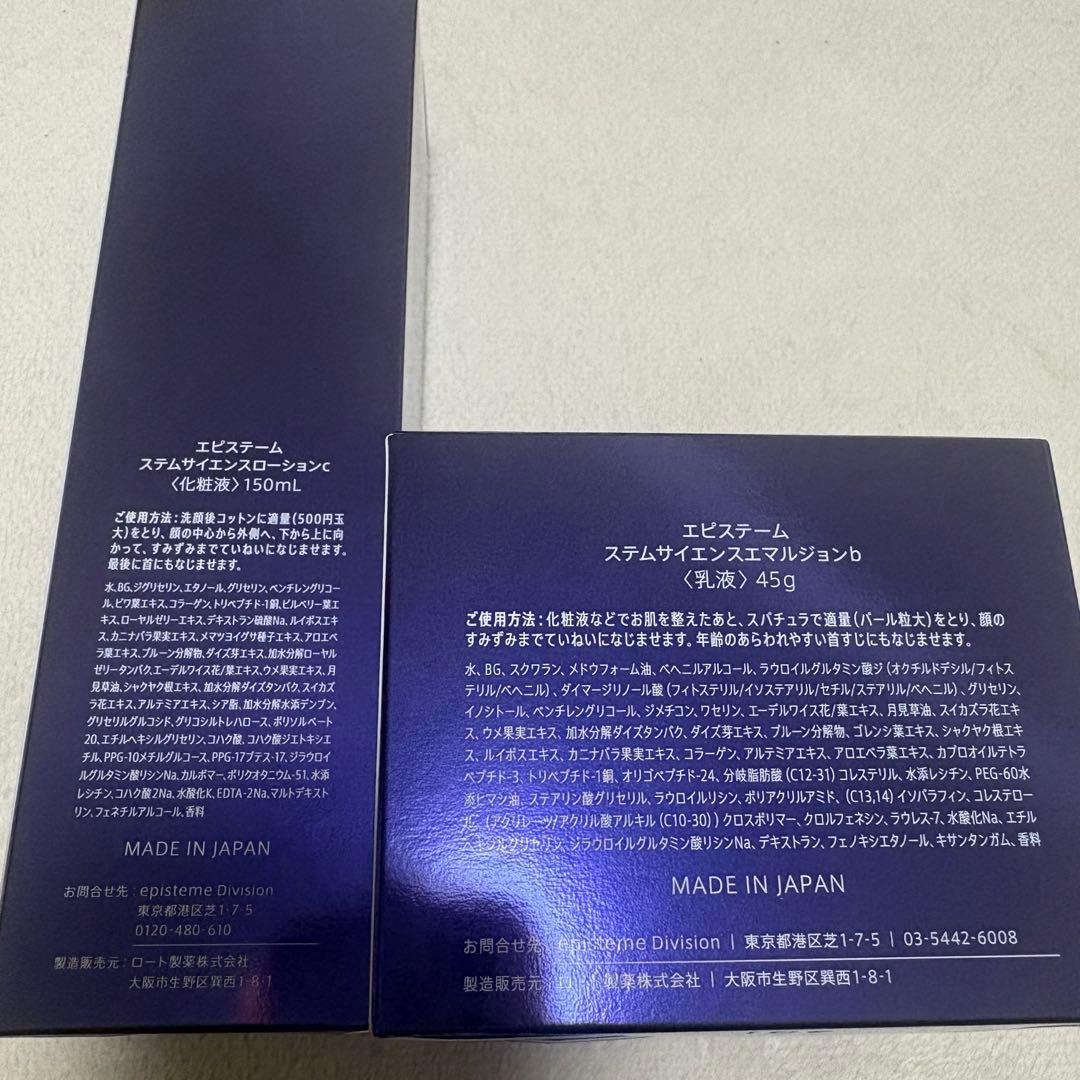 エピステーム
ステムサイエンスローションc
〈化粧液〉150mL
ご使用方法:洗顔後コットンに適量(500円玉
大)をとり、顔の中心から外側へ、下から上に向
かって、すみずみまでていねいになじませます。
最後に首にもなじませます。
水、BG、ジグリセリン、エタノール、グリセリン、ペンチレングリコー
ル、ビワ葉エキス、コラーゲン、トリペプチド-1銅、ビルベリー葉エ
キス、ローヤルゼリーエキス、デキストラン硫酸Na、ルイボスエキ
ス、カニナバラ果実エキス、メマツヨイグサ種子エキス、アロエベ
ラ葉エキス、プルーン分解物、ダイズ芽エキス、加水分解ローヤル
ゼリータンパク、エーデルワイス花/葉エキス、ウメ果実エキス、月
見草油、シャクヤク根エキス、加水分解ダイズタンパク、スイカズ
ラ花エキス、アルテミアエキス、シア脂、加水分解水添デンプン、
グリセリルグルコシド、グリコシルトレハロース、ポリソルベート
20、エチルヘキシルグリセリン、コハク酸、コハク酸ジエトキシエ
チル、PPG-10メチルグルコース、PPG-17ブテス-17、ジラウロイ
ルグルタミン酸リシンNa、カルボマー、ポリクオタニウム-51、水添
レシチン、コハク酸2Na、水酸化K、EDTA-2Na、マルトデキスト
リン、フェネチルアルコール、香料
MADE IN JAPAN
お問合せ先:episteme Division
東京都港区芝1-7-5
0120-480-610
製造販売元:ロート製薬株式会社
大阪市生野区巽西1-8-1
エピステーム
ステムサイエンスエマルジョンb
〈乳液〉45g
ご使用方法:化粧液などでお肌を整えたあと、スパチュラで適量(パール粒大)をとり、顔の
すみずみまでていねいになじませます。年齢のあらわれやすい首すじにもなじませます。
水、BG、スクワラン、メドウフォーム油、ベヘニルアルコール、ラウロイルグルタミン酸ジ(オクチルドデシル/フィトス
テリル/ベヘニル)、ダイマージリノール酸(フィトステリル/イソステアリル/セチル/ステアリル/ベヘニル)、グリセリン、
イノシトール、ペンチレングリコール、ジメチコン、ワセリン、エーデルワイス花/葉エキス、月見草油、スイカズラ花エキ
ス、ウメ果実エキス、加水分解ダイズタンパク、ダイズ芽エキス、プルーン分解物、ゴレンシ葉エキス、シャクヤク根エキ
ス、ルイボスエキス、カニナバラ果実エキス、コラーゲン、アルテミアエキス、アロエベラ葉エキス、カプロオイルテトラ
ペプチド-3、トリペプチド-1銅、オリゴペプチド-24、分岐脂肪酸(C12-31)コレステリル、水添レシチン、PEG-60水
添ヒマシ油、ステアリン酸グリセリル、ラウロイルリシン、ポリアクリルアミド、(C13,14)イソパラフィン、コレステロー
ル、(アクリレーツ/アクリル酸アルキル(C10-30))クロスポリマー、クロルフェネシン、ラウレス-7、水酸化Na、エチル
ヘキシルグリセリン、ジラウロイルグルタミン酸リシンNa、デキストラン、フェノキシエタノール、キサンタンガム、香料
MADE IN JAPAN
お問合せ先 episteme Division | 東京都港区芝1-7-5 | 03-5442-6008
製造販売元 製薬株式会社 | 大阪市生野区巽西1-8-1